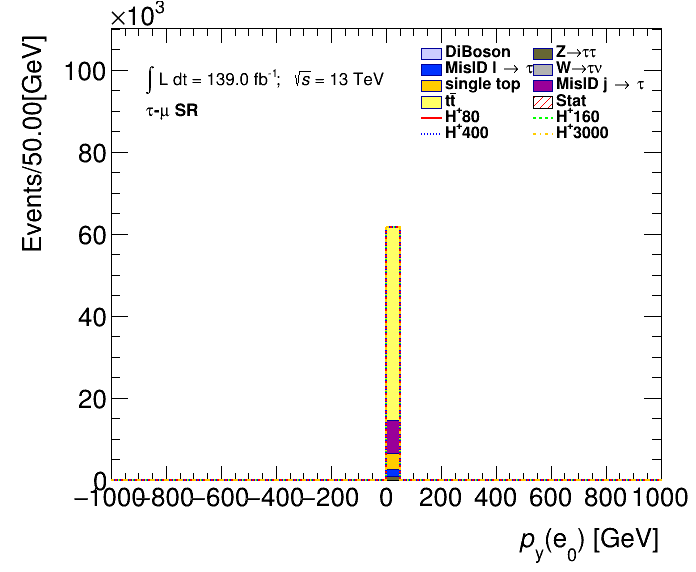 ×10³
Events/50.00[GeV]
100
80
60
40
20
0
∫ L dt = 139.0 fb⁻¹; √s = 13 TeV
τ-μ SR
DiBoson
Z→ττ
MisID l → τ
W→τν
single top
MisID j → τ
tt̄
Stat
H⁺80
H⁺160
H⁺400
H⁺3000
−1000 −800 −600 −400 −200 0 200 400 600 800 1000
p_y(e_0) [GeV]